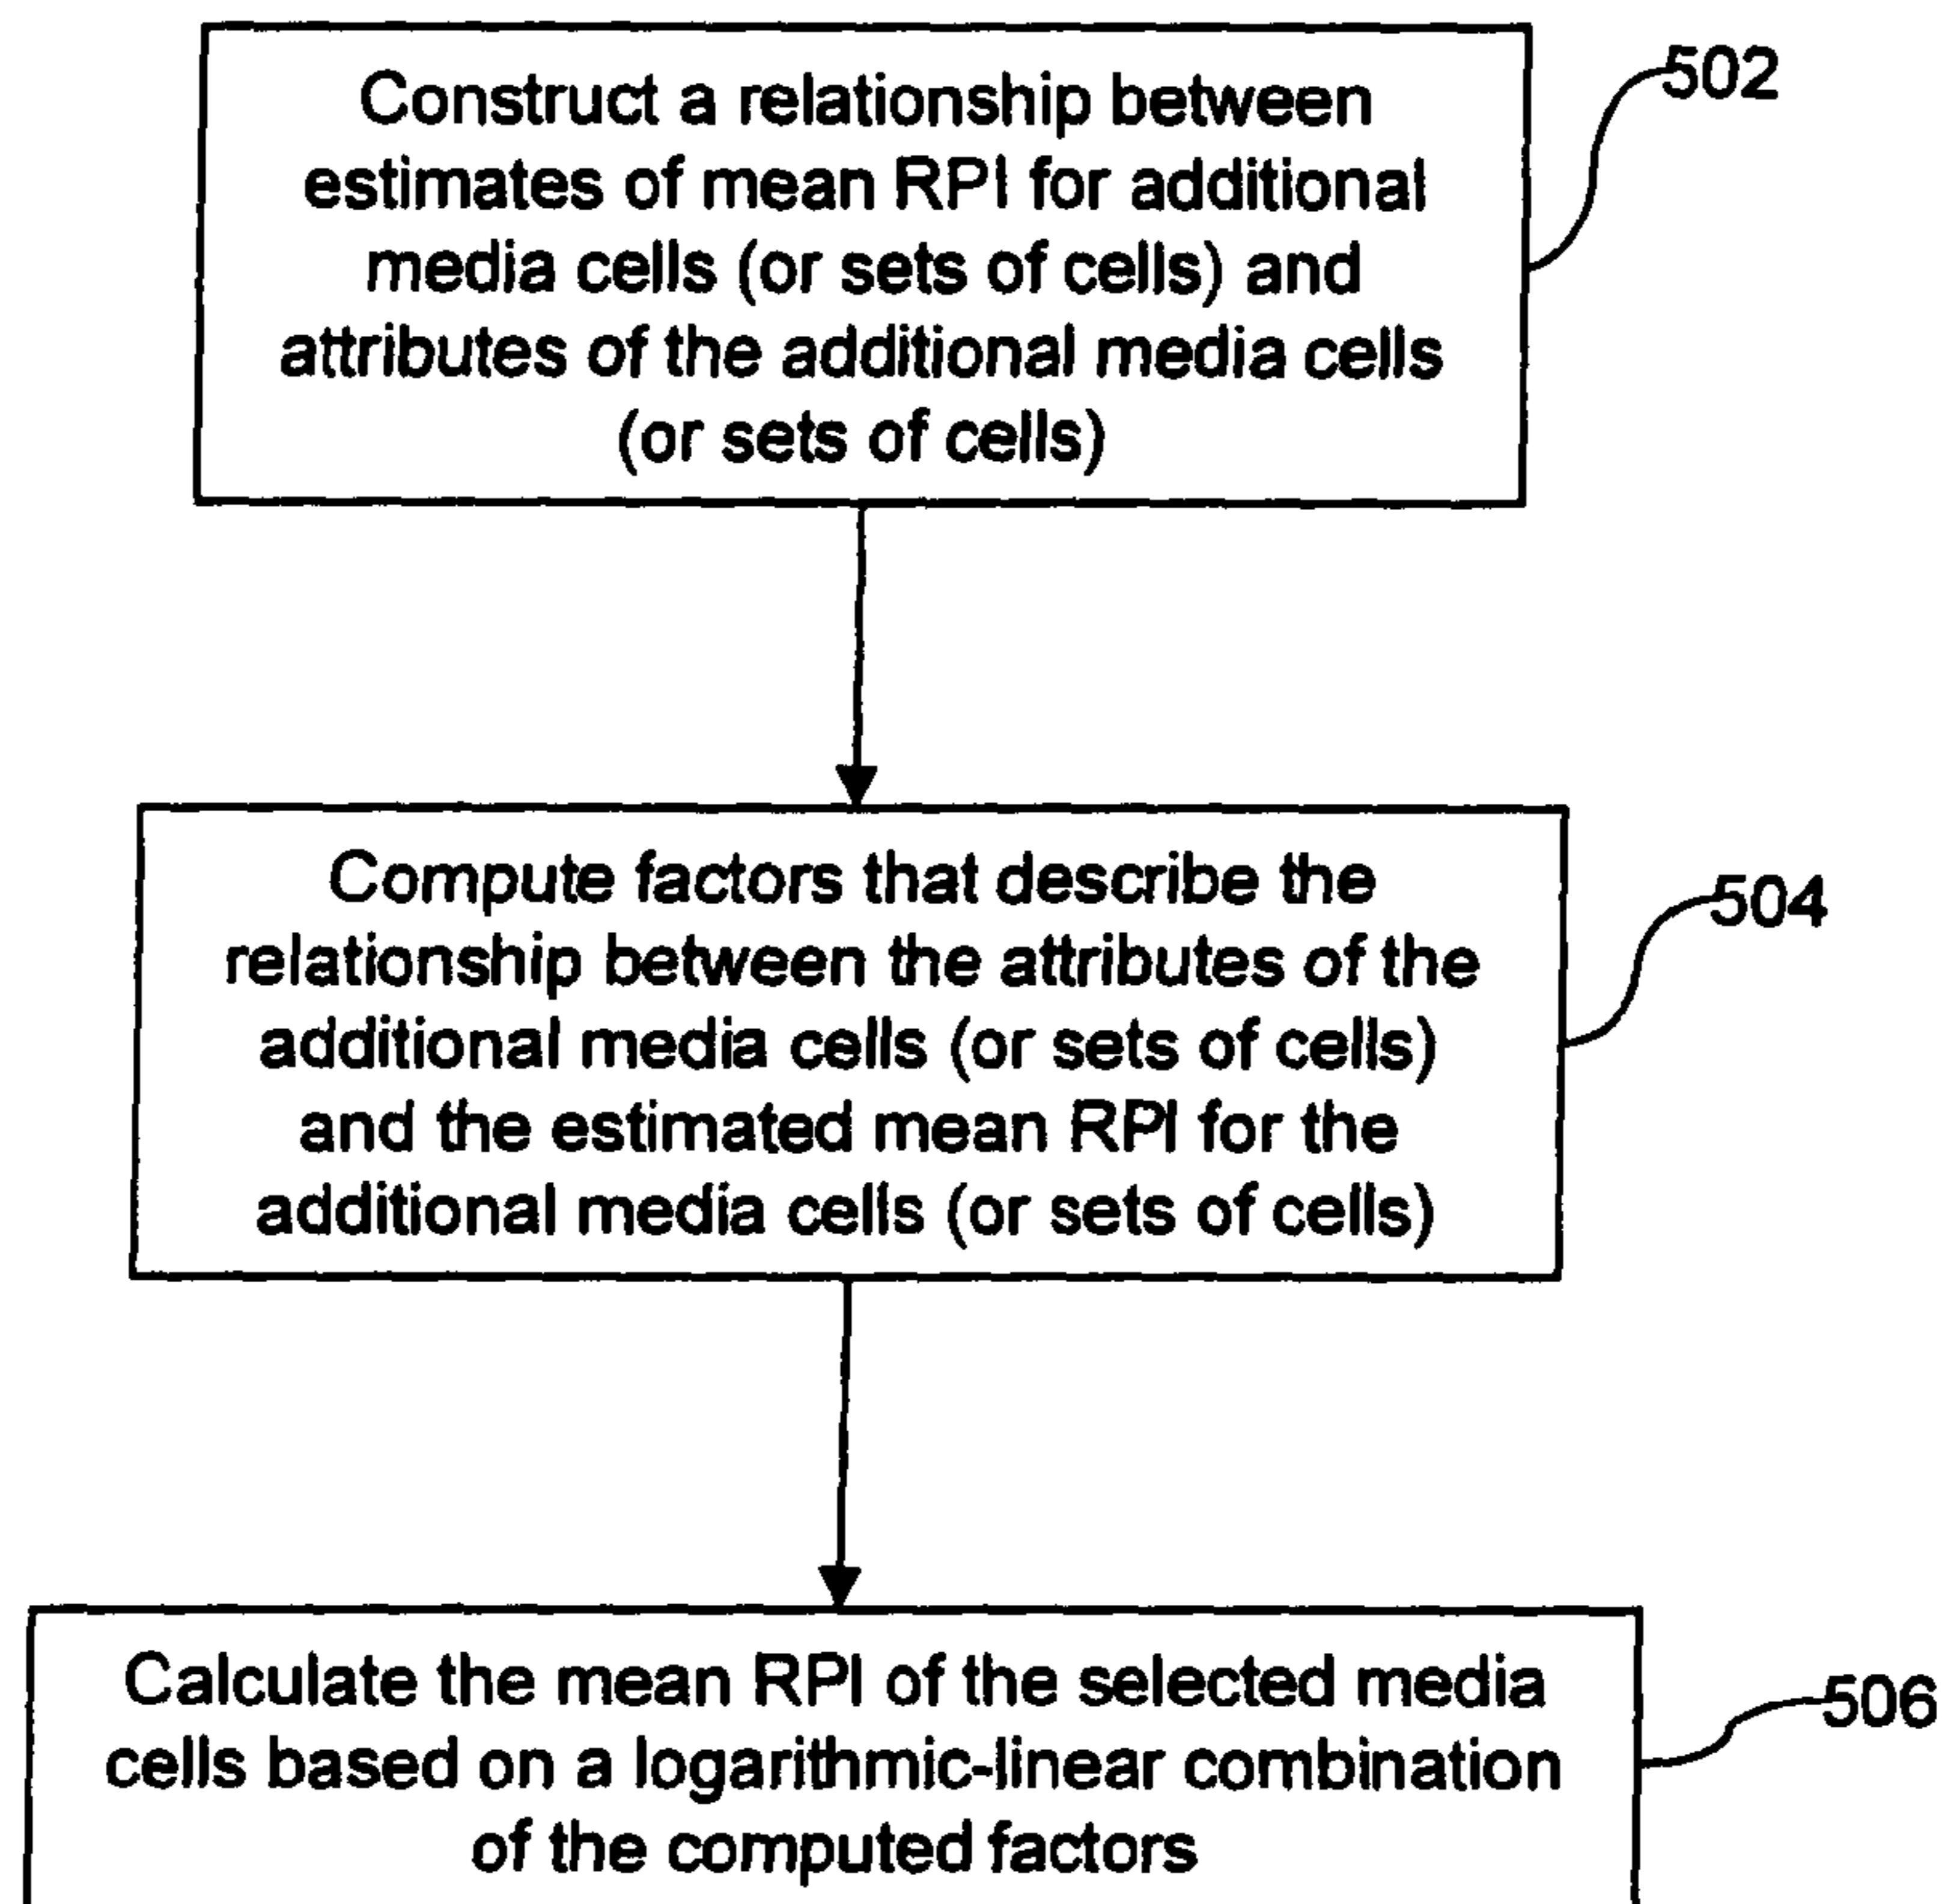 Construct a relationship between
estimates of mean RPI for additional
media cells (or sets of cells) and
attributes of the additional media cells
(or sets of cells)
502
Compute factors that describe the
relationship between the attributes of the
additional media cells (or sets of cells)
and the estimated mean RPI for the
additional media cells (or sets of cells)
504
Calculate the mean RPI of the selected media
cells based on a logarithmic-linear combination
of the computed factors
506